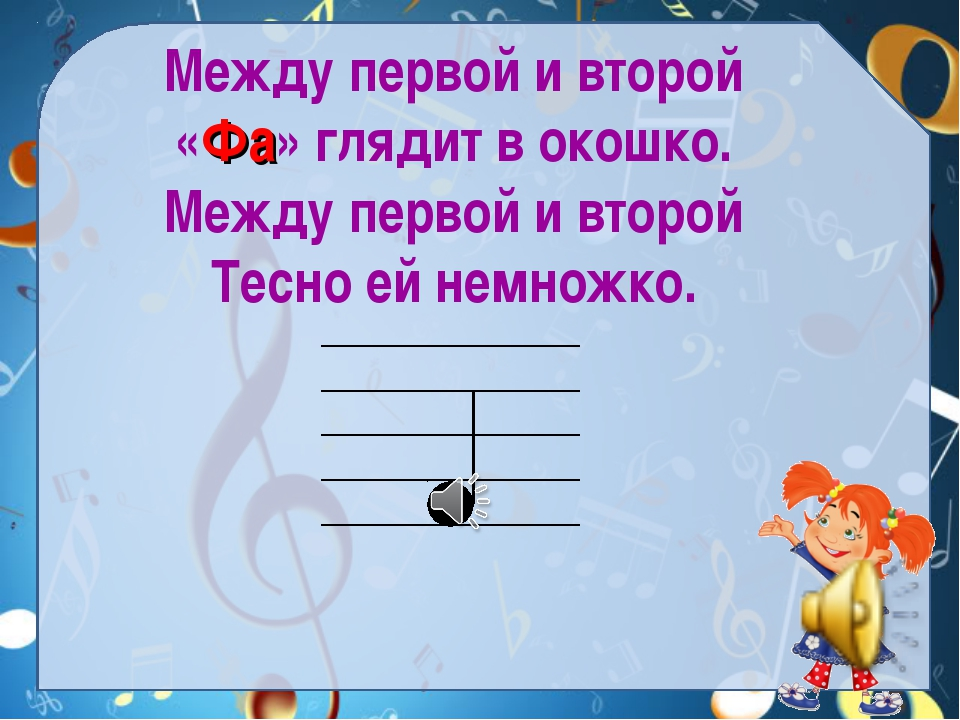 Между первой и второй
«Фа» глядит в окошко.
Между первой и второй
Тесно ей немножко.